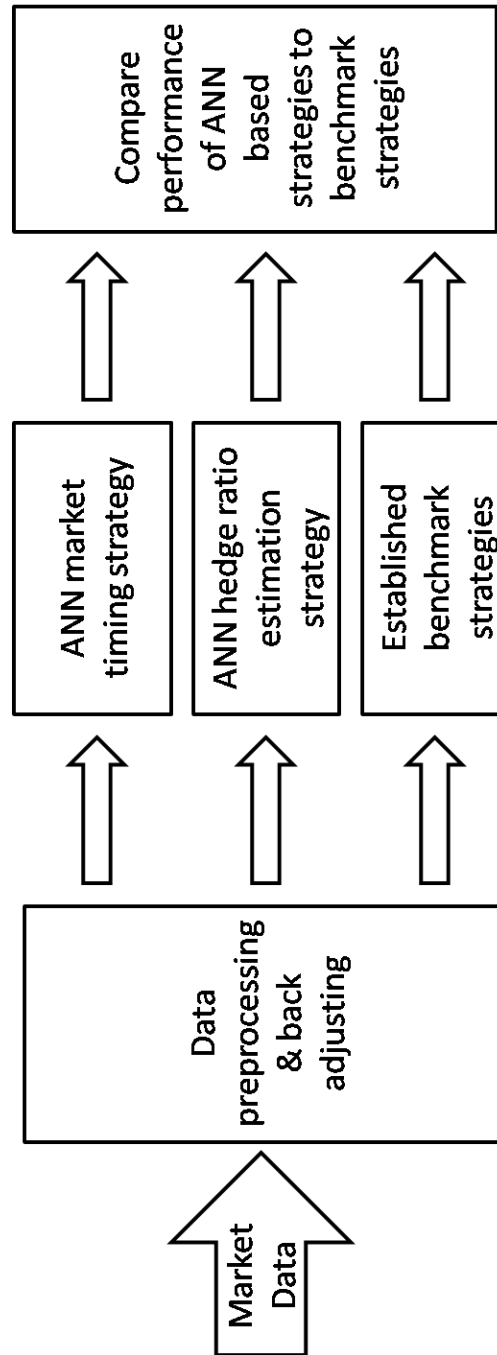 Market
Data
Data
preprocessing
& back
adjusting
ANN market
timing strategy
ANN hedge ratio
estimation
strategy
Established
benchmark
strategies
Compare
performance
of ANN
based
strategies to
benchmark
strategies